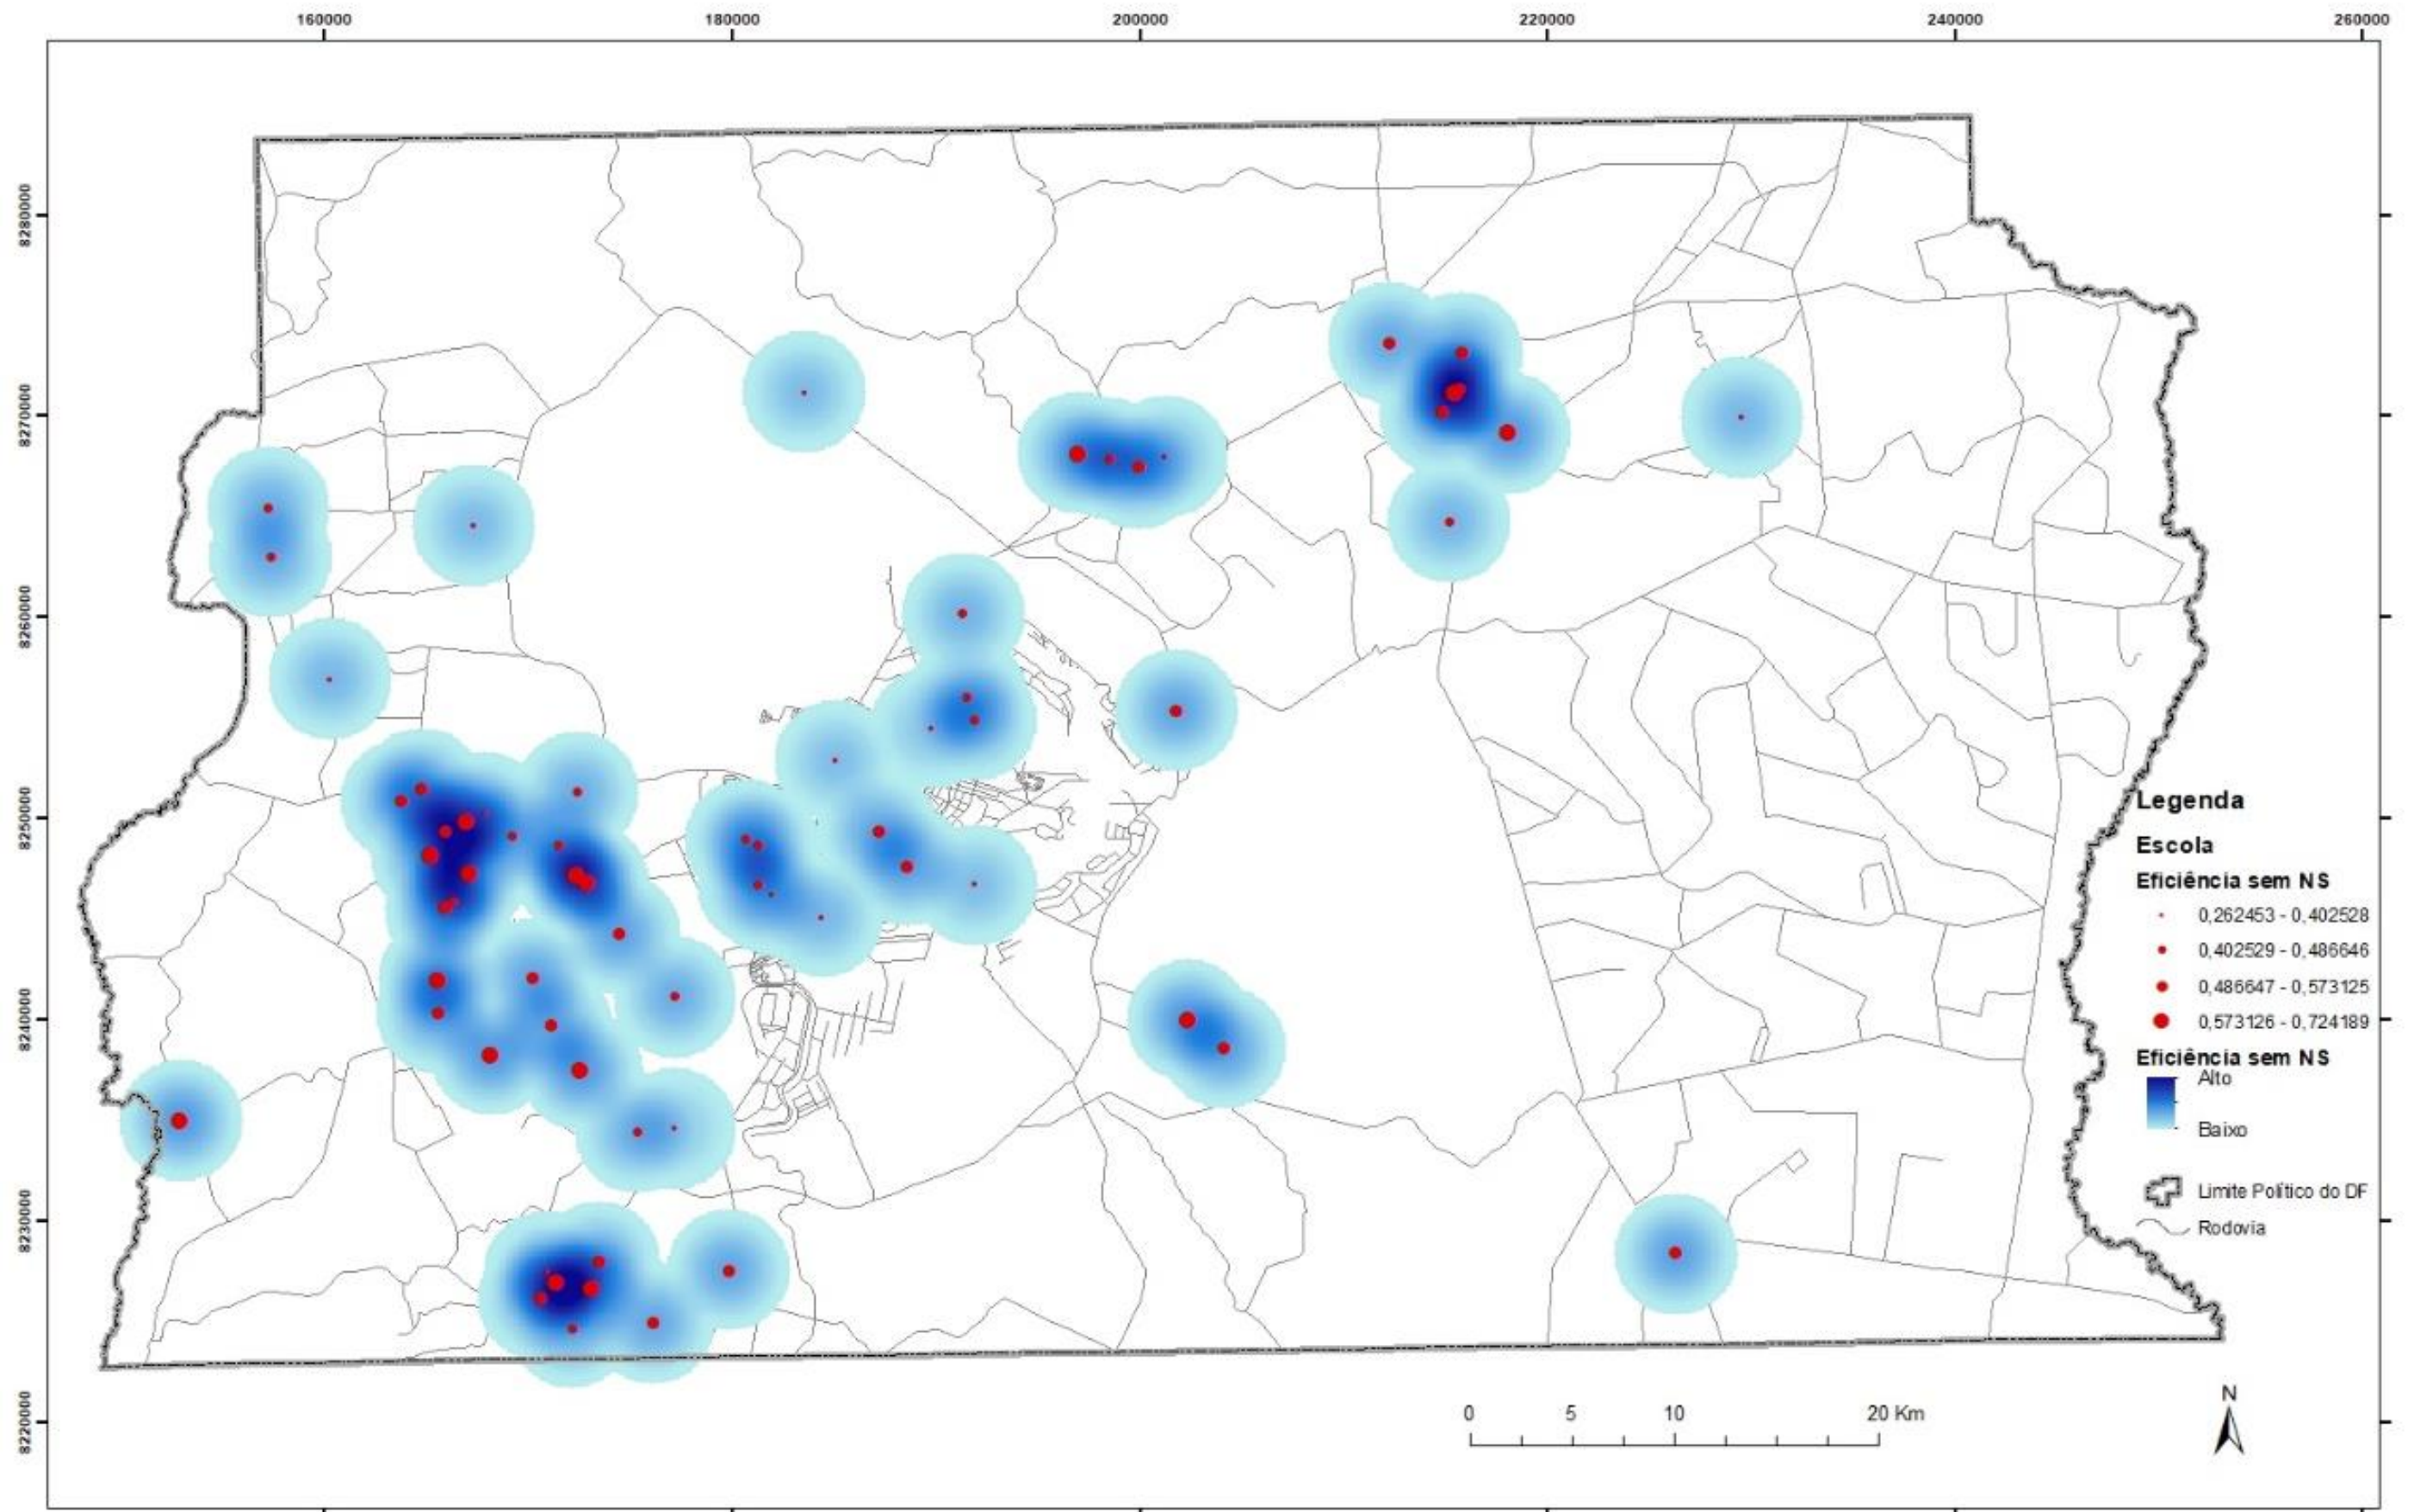 160000
180000
200000
220000
240000
260000
8280000
8270000
8260000
8250000
8240000
8230000
8220000
Legenda
Escola
Eficiência sem NS
0,262453 - 0,402528
0,402529 - 0,486646
0,486647 - 0,573125
0,573126 - 0,724189
Eficiência sem NS
Alto
Baixo
Limite Político do DF
Rodovia
N
0 5 10 20 Km